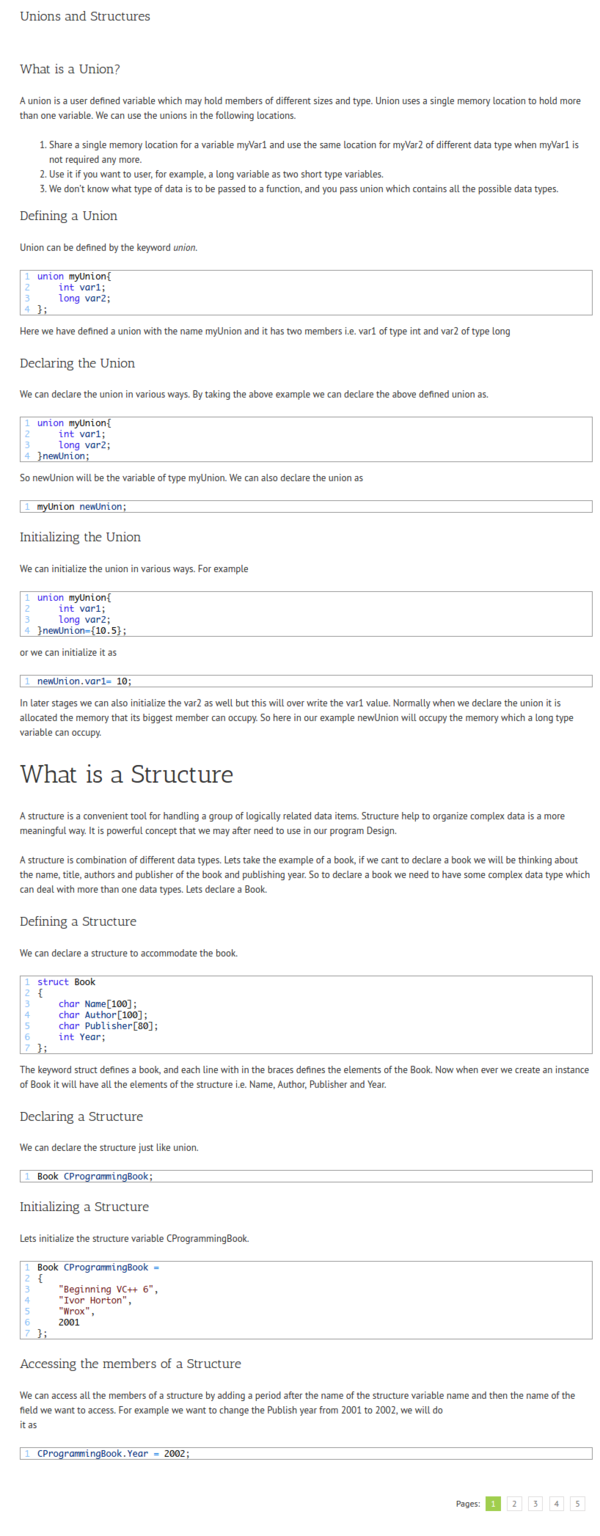 Unions and Structures
What is a Union?
A union is a user defined variable which may hold members of different sizes and type. Union uses a single memory location to hold more
than one variable. We can use the unions in the following locations.
1. Share a single memory location for a variable myVar1 and use the same location for myVar2 of different data type when myVar1 is
not required any more.
2. Use it if you want to user, for example, a long variable as two short type variables.
3. We don't know what type of data is to be passed to a function, and you pass union which contains all the possible data types.
Defining a Union
Union can be defined by the keyword union.
1 union myUnion{
2 int var1;
3 long var2;
4 };
Here we have defined a union with the name myUnion and it has two members i.e. var1 of type int and var2 of type long
Declaring the Union
We can declare the union in various ways. By taking the above example we can declare the above defined union as.
1 union myUnion{
2 int var1;
3 long var2;
4 }newUnion;
So newUnion will be the variable of type myUnion. We can also declare the union as
1 myUnion newUnion;
Initializing the Union
We can initialize the union in various ways. For example
1 union myUnion{
2 int var1;
3 long var2;
4 }newUnion={10.5};
or we can initialize it as
1 newUnion.var1= 10;
In later stages we can also initialize the var2 as well but this will over write the var1 value. Normally when we declare the union it is
allocated the memory that its biggest member can occupy. So here in our example newUnion will occupy the memory which a long type
variable can occupy.
What is a Structure
A structure is a convenient tool for handling a group of logically related data items. Structure help to organize complex data is a more
meaningful way. It is powerful concept that we may after need to use in our program Design.
A structure is combination of different data types. Lets take the example of a book, if we cant to declare a book we will be thinking about
the name, title, authors and publisher of the book and publishing year. So to declare a book we need to have some complex data type which
can deal with more than one data types. Lets declare a Book.
Defining a Structure
We can declare a structure to accommodate the book.
1 struct Book
2 {
3 char Name[100];
4 char Author[100];
5 char Publisher[80];
6 int Year;
7 };
The keyword struct defines a book, and each line with in the braces defines the elements of the Book. Now when ever we create an instance
of Book it will have all the elements of the structure i.e. Name, Author, Publisher and Year.
Declaring a Structure
We can declare the structure just like union.
1 Book CProgrammingBook;
Initializing a Structure
Lets initialize the structure variable CProgrammingBook.
1 Book CProgrammingBook =
2 {
3 "Beginning VC++ 6",
4 "Ivor Horton",
5 "Wrox",
6 2001
7 };
Accessing the members of a Structure
We can access all the members of a structure by adding a period after the name of the structure variable name and then the name of the
field we want to access. For example we want to change the Publish year from 2001 to 2002, we will do
it as
1 CProgrammingBook.Year = 2002;
Pages: 1 2 3 4 5